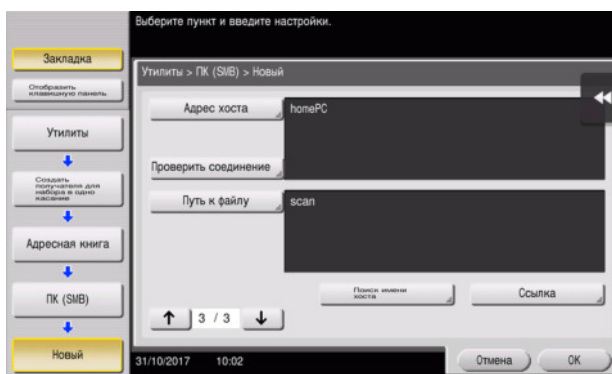 Выберите пункт и введите настройки.
Закладка
Отобразить
клавишную панель
Утилиты
Создать
получателя для
набора в одно
касание
Адресная книга
ПК (SMB)
Новый
Утилиты > ПК (SMB) > Новый
Адрес хоста
homePC
Проверить соединение
Путь к файлу
scan
Поиск имени
хоста
Ссылка
↑ 3 / 3 ↓
31/10/2017 10:02
Отмена
OK